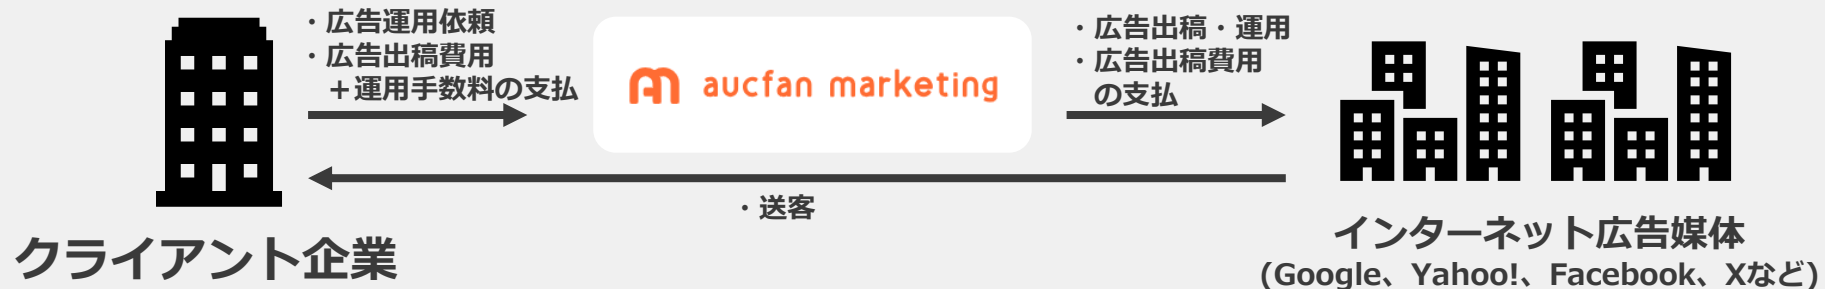 ・広告運用依頼
・広告出稿費用
＋運用手数料の支払
aucfan marketing
・広告出稿・運用
・広告出稿費用
の支払
・送客
クライアント企業
インターネット広告媒体
(Google、Yahoo!、Facebook、Xなど)